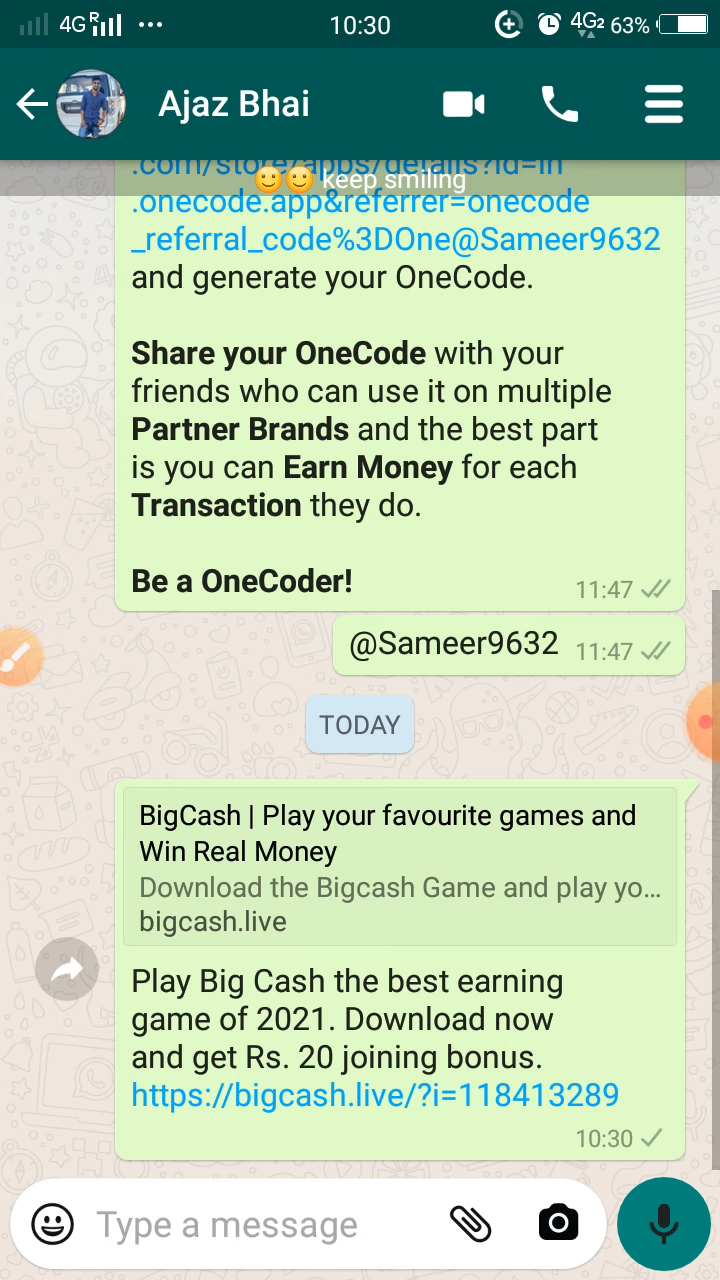 4G R 10:30 4G2 63%
Ajaz Bhai
.com/store/apps/details?id=in
keep smiling
.onecode.app&referrer=onecode
_referral_code%3DOne@Sameer9632
and generate your OneCode.
Share your OneCode with your
friends who can use it on multiple
Partner Brands and the best part
is you can Earn Money for each
Transaction they do.
Be a OneCoder!
11:47
@Sameer9632 11:47
TODAY
BigCash | Play your favourite games and
Win Real Money
Download the Bigcash Game and play yo...
bigcash.live
Play Big Cash the best earning
game of 2021. Download now
and get Rs. 20 joining bonus.
https://bigcash.live/?i=118413289
10:30
Type a message